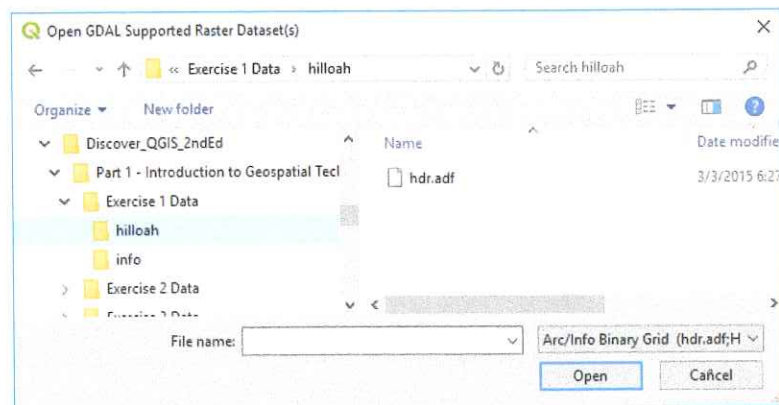 Open GDAL Supported Raster Dataset(s)
« Exercise 1 Data › hilloah
Search hilloah
Organize
New folder
Discover_QGIS_2ndEd
Part 1 - Introduction to Geospatial Tecl
Exercise 1 Data
hilloah
info
Exercise 2 Data
Name
Date modifie
hdr.adf
3/3/2015 6:27
File name:
Arc/Info Binary Grid (hdr.adf;H
Open
Cancel